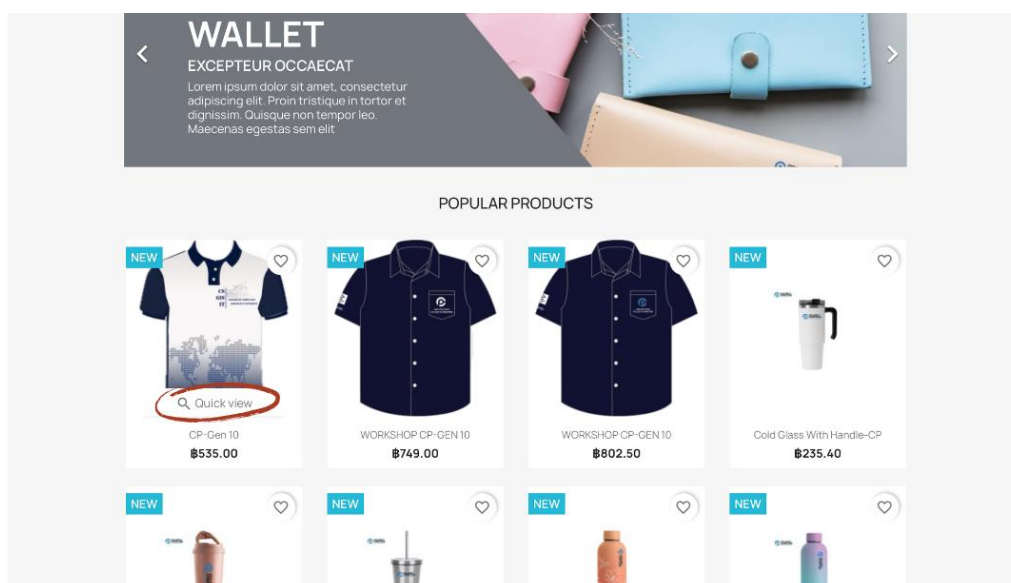 WALLET
EXCEPTEUR OCCAECAT
Lorem ipsum dolor sit amet, consectetur
adipiscing elit. Proin tristique in tortor et
dignissim. Quisque non tempor leo.
Maecenas egestas sem elit
POPULAR PRODUCTS
NEW
NEW
NEW
NEW
Quick view
CP-Gen 10
WORKSHOP CP-GEN 10
WORKSHOP CP-GEN 10
Cold Glass With Handle-CP
฿535.00
฿749.00
฿802.50
฿235.40
NEW
NEW
NEW
NEW